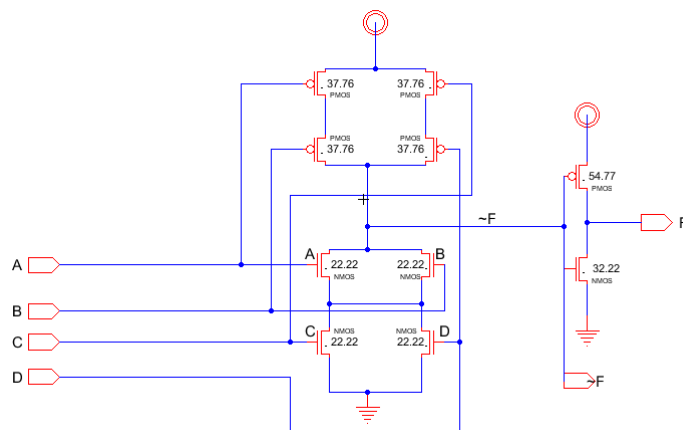 37.76 37.76
PMOS PMOS
PMOS PMOS
37.76 37.76
54.77
PMOS
~F
F
A B
A
22.22 22.22
NMOS NMOS
32.22
NMOS
B
C D
NMOS NMOS
22.22 22.22
C
D
~F